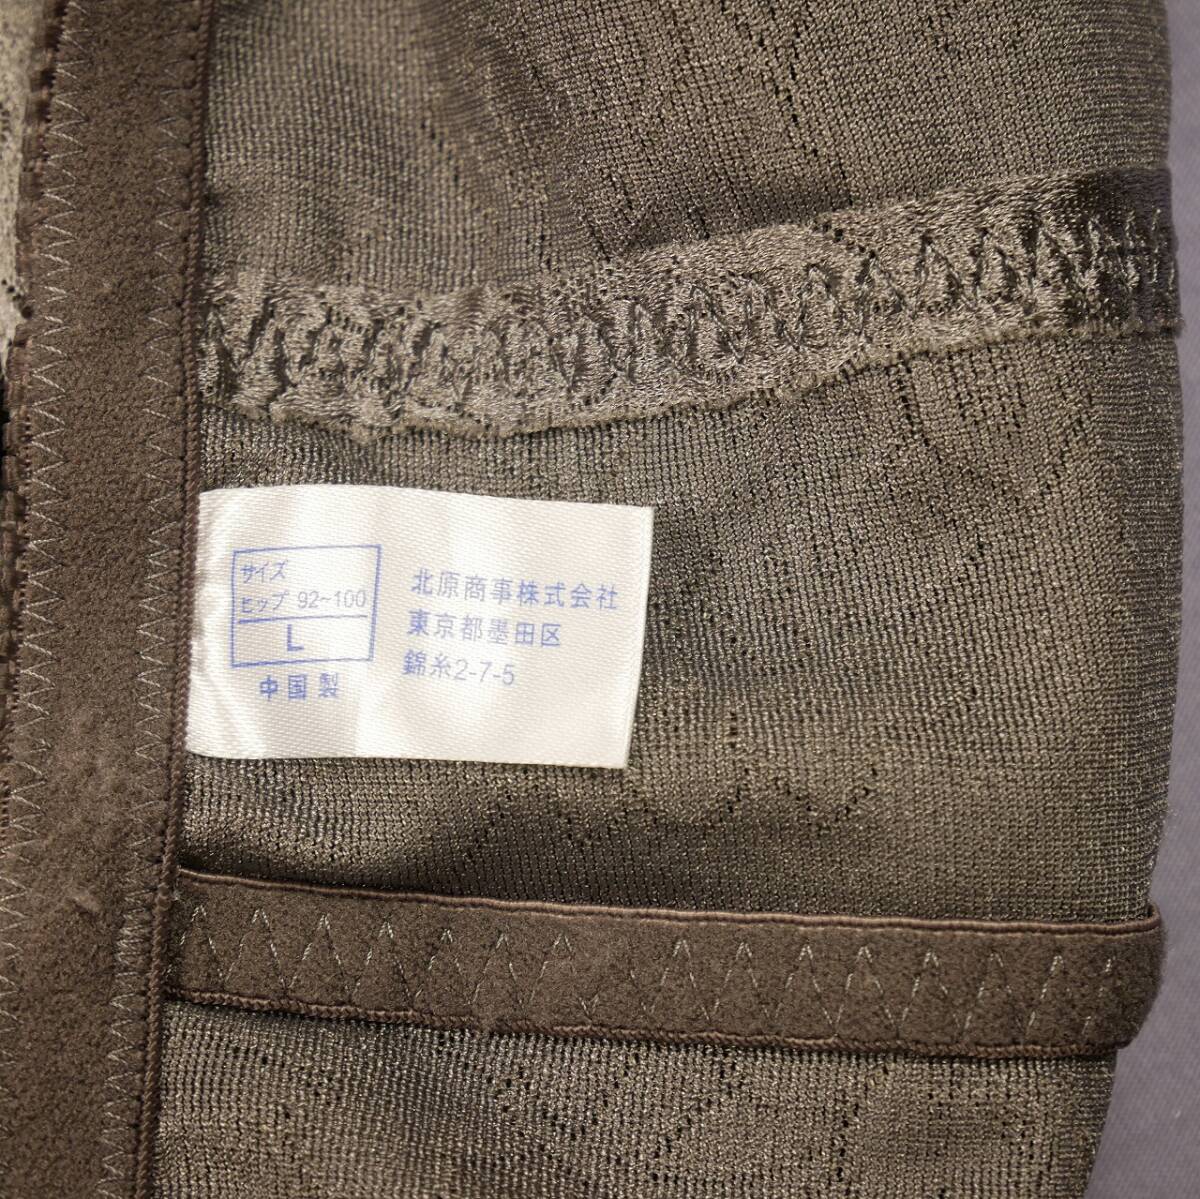 サイズ
ヒップ 92~100
L
中国製
北原商事株式会社
東京都墨田区
錦糸2-7-5